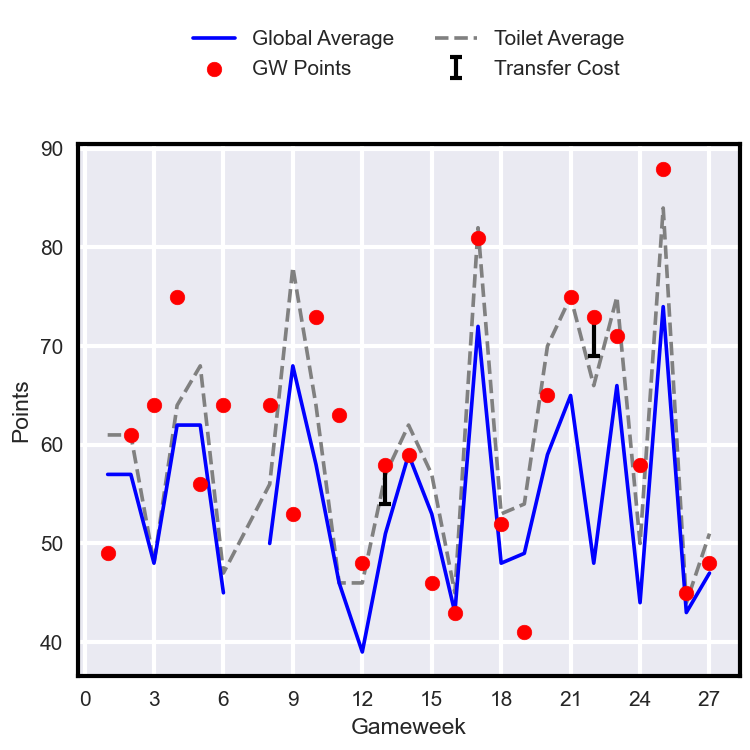 Global Average
Toilet Average
GW Points
Transfer Cost
90
80
70
60
50
40
Points
0 3 6 9 12 15 18 21 24 27
Gameweek